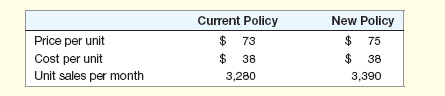 Current Policy New Policy
Price per unit $ 73 $ 75
Cost per unit $ 38 $ 38
Unit sales per month 3,280 3,390